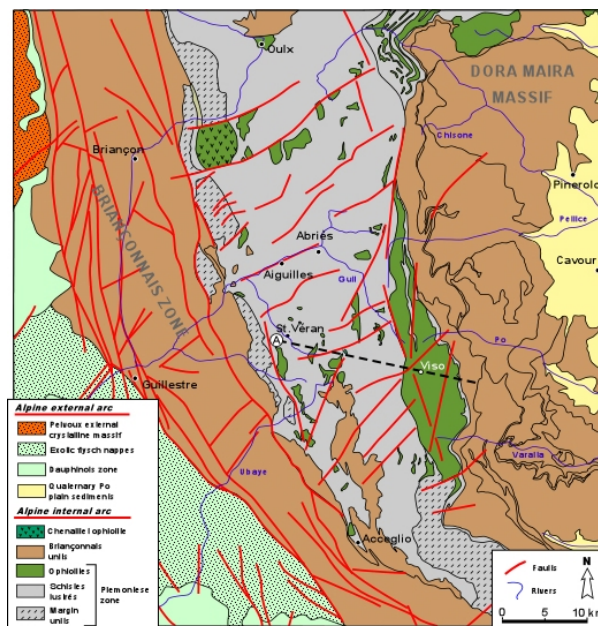 Oulx
DORA MAIRA
MASSIF
Chisone
Briançon
Pinerolo
BRIANÇONNAIS ZONE
Pellice
Abriès
Cavour
Aiguilles
Guil
St. Véran
A
Po
Viso
Guillestre
Ubaye
Varaita
Acceglio
Alpine external arc
Pelvoux external
crystalline massif
Exotic flysch nappes
Dauphinois zone
Quaternary Po
plain sediments
Alpine internal arc
Chenaillet ophiolite
Briançonnais
units
Ophiolites
Schistes
lustrés
Margin
units
Piemontese
zone
Faults
Rivers
N
0 5 10 km